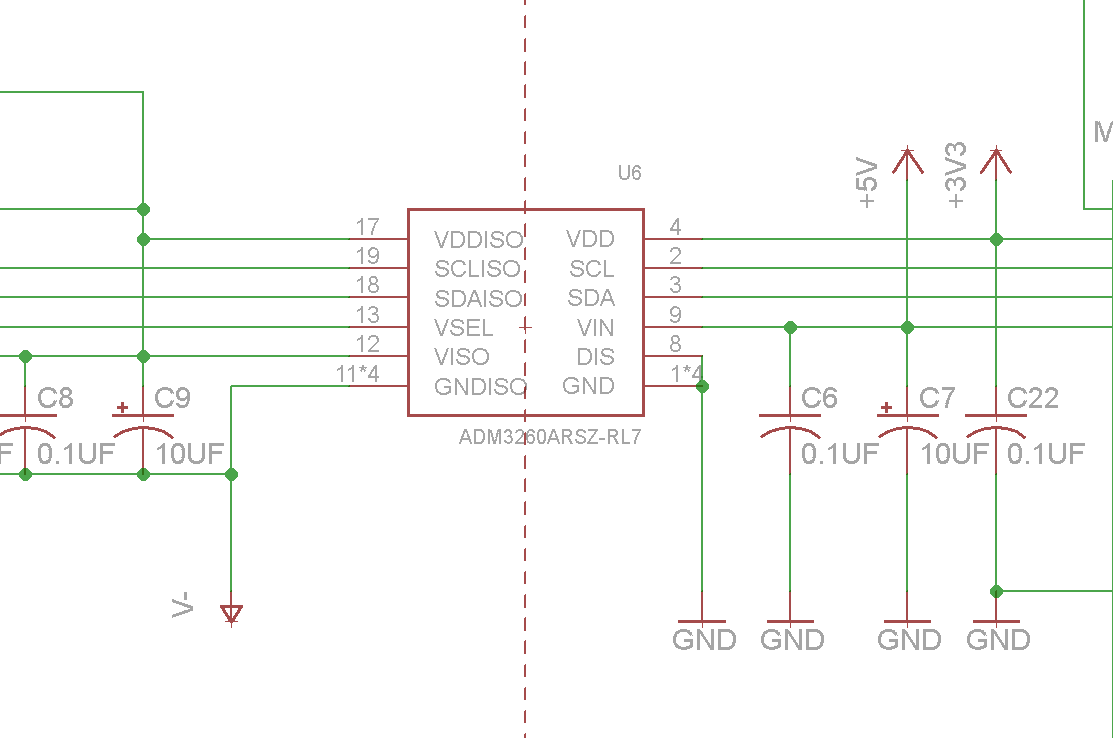 M
U6
+5V
+3V3
17 VDDISO VDD 4
19 SCLISO SCL 2
18 SDAISO SDA 3
13 VSEL VIN 9
12 VISO DIS 8
11*4 GNDISO GND 1*4
C8 C9 C6 + C7 C22
+
F 0.1UF 10UF 0.1UF 10UF 0.1UF
ADM3260ARSZ-RL7
V-
GND GND GND GND